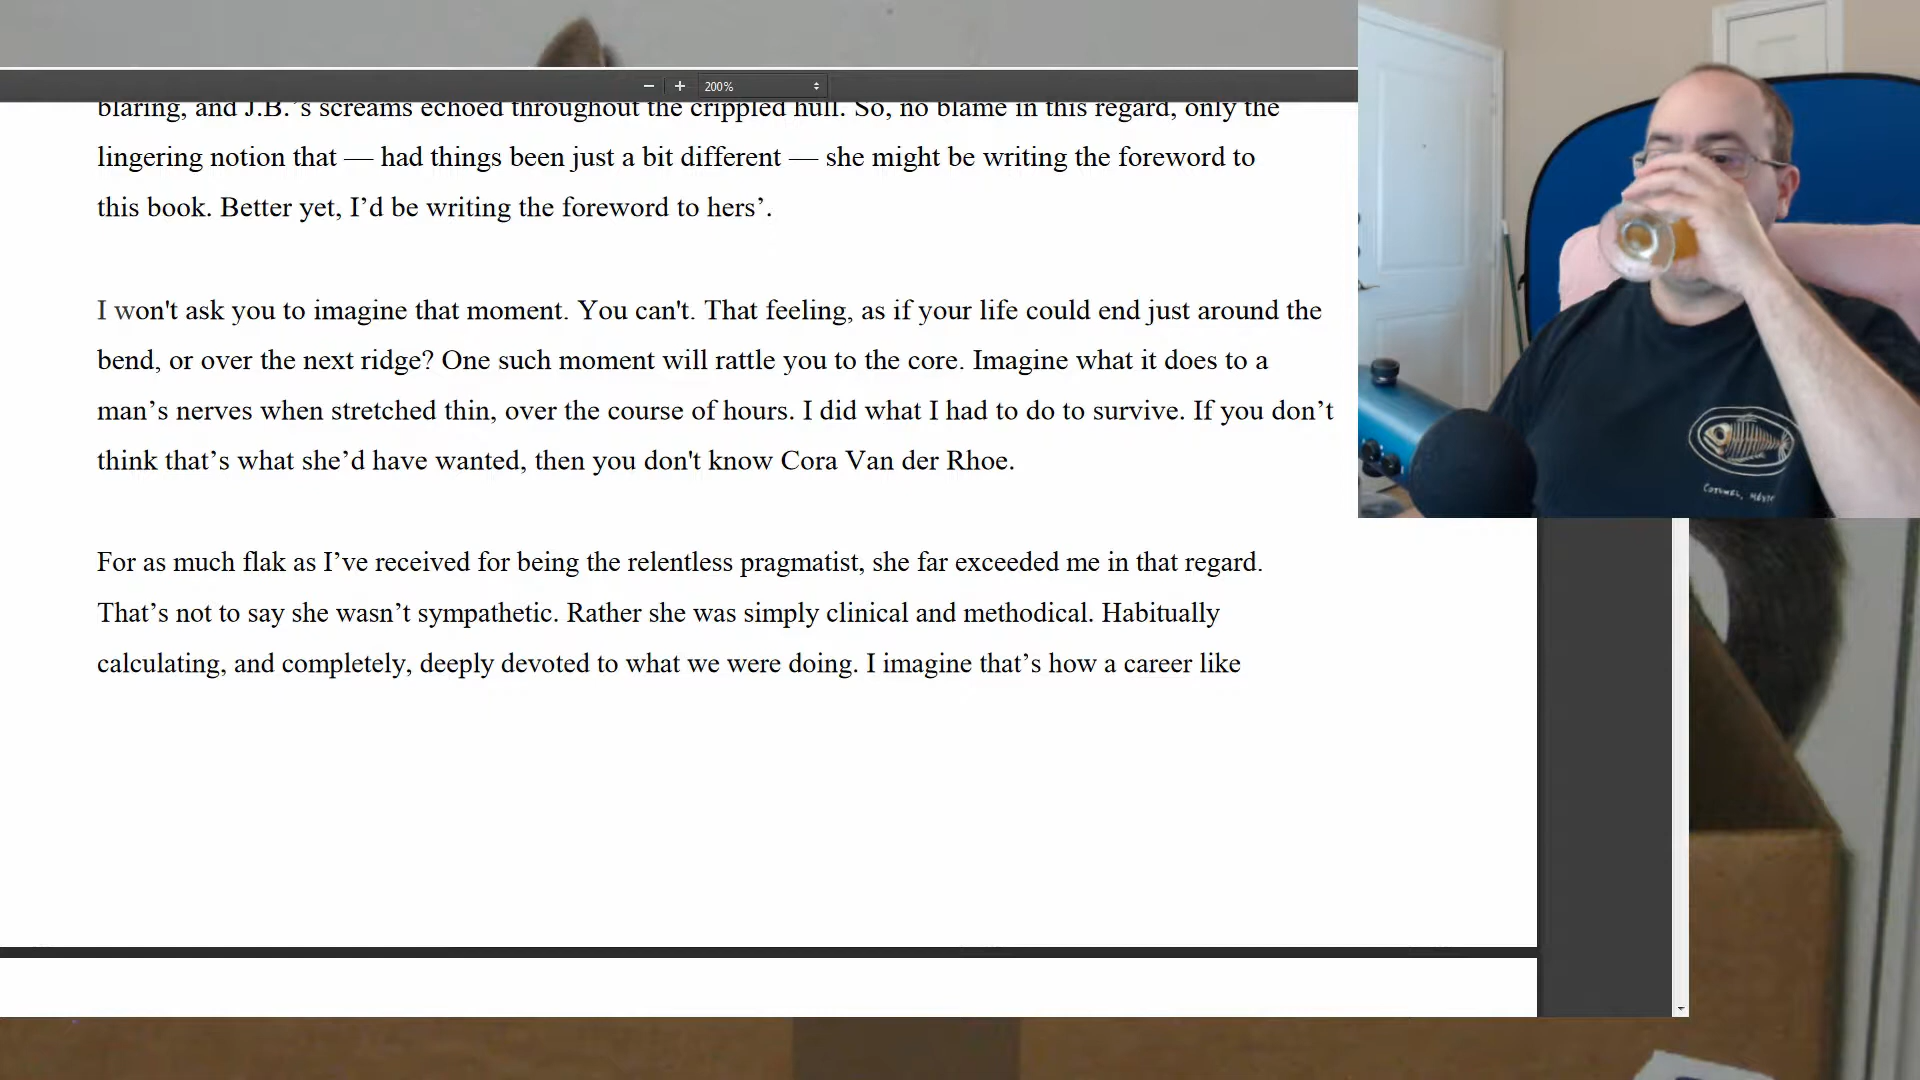 200%
blaring, and J.B.’s screams echoed throughout the crippled hull. So, no blame in this regard, only the
lingering notion that — had things been just a bit different — she might be writing the foreword to
this book. Better yet, I’d be writing the foreword to hers’.
I won't ask you to imagine that moment. You can't. That feeling, as if your life could end just around the
bend, or over the next ridge? One such moment will rattle you to the core. Imagine what it does to a
man’s nerves when stretched thin, over the course of hours. I did what I had to do to survive. If you don’t
think that’s what she’d have wanted, then you don't know Cora Van der Rhoe.
For as much flak as I’ve received for being the relentless pragmatist, she far exceeded me in that regard.
That’s not to say she wasn’t sympathetic. Rather she was simply clinical and methodical. Habitually
calculating, and completely, deeply devoted to what we were doing. I imagine that’s how a career like